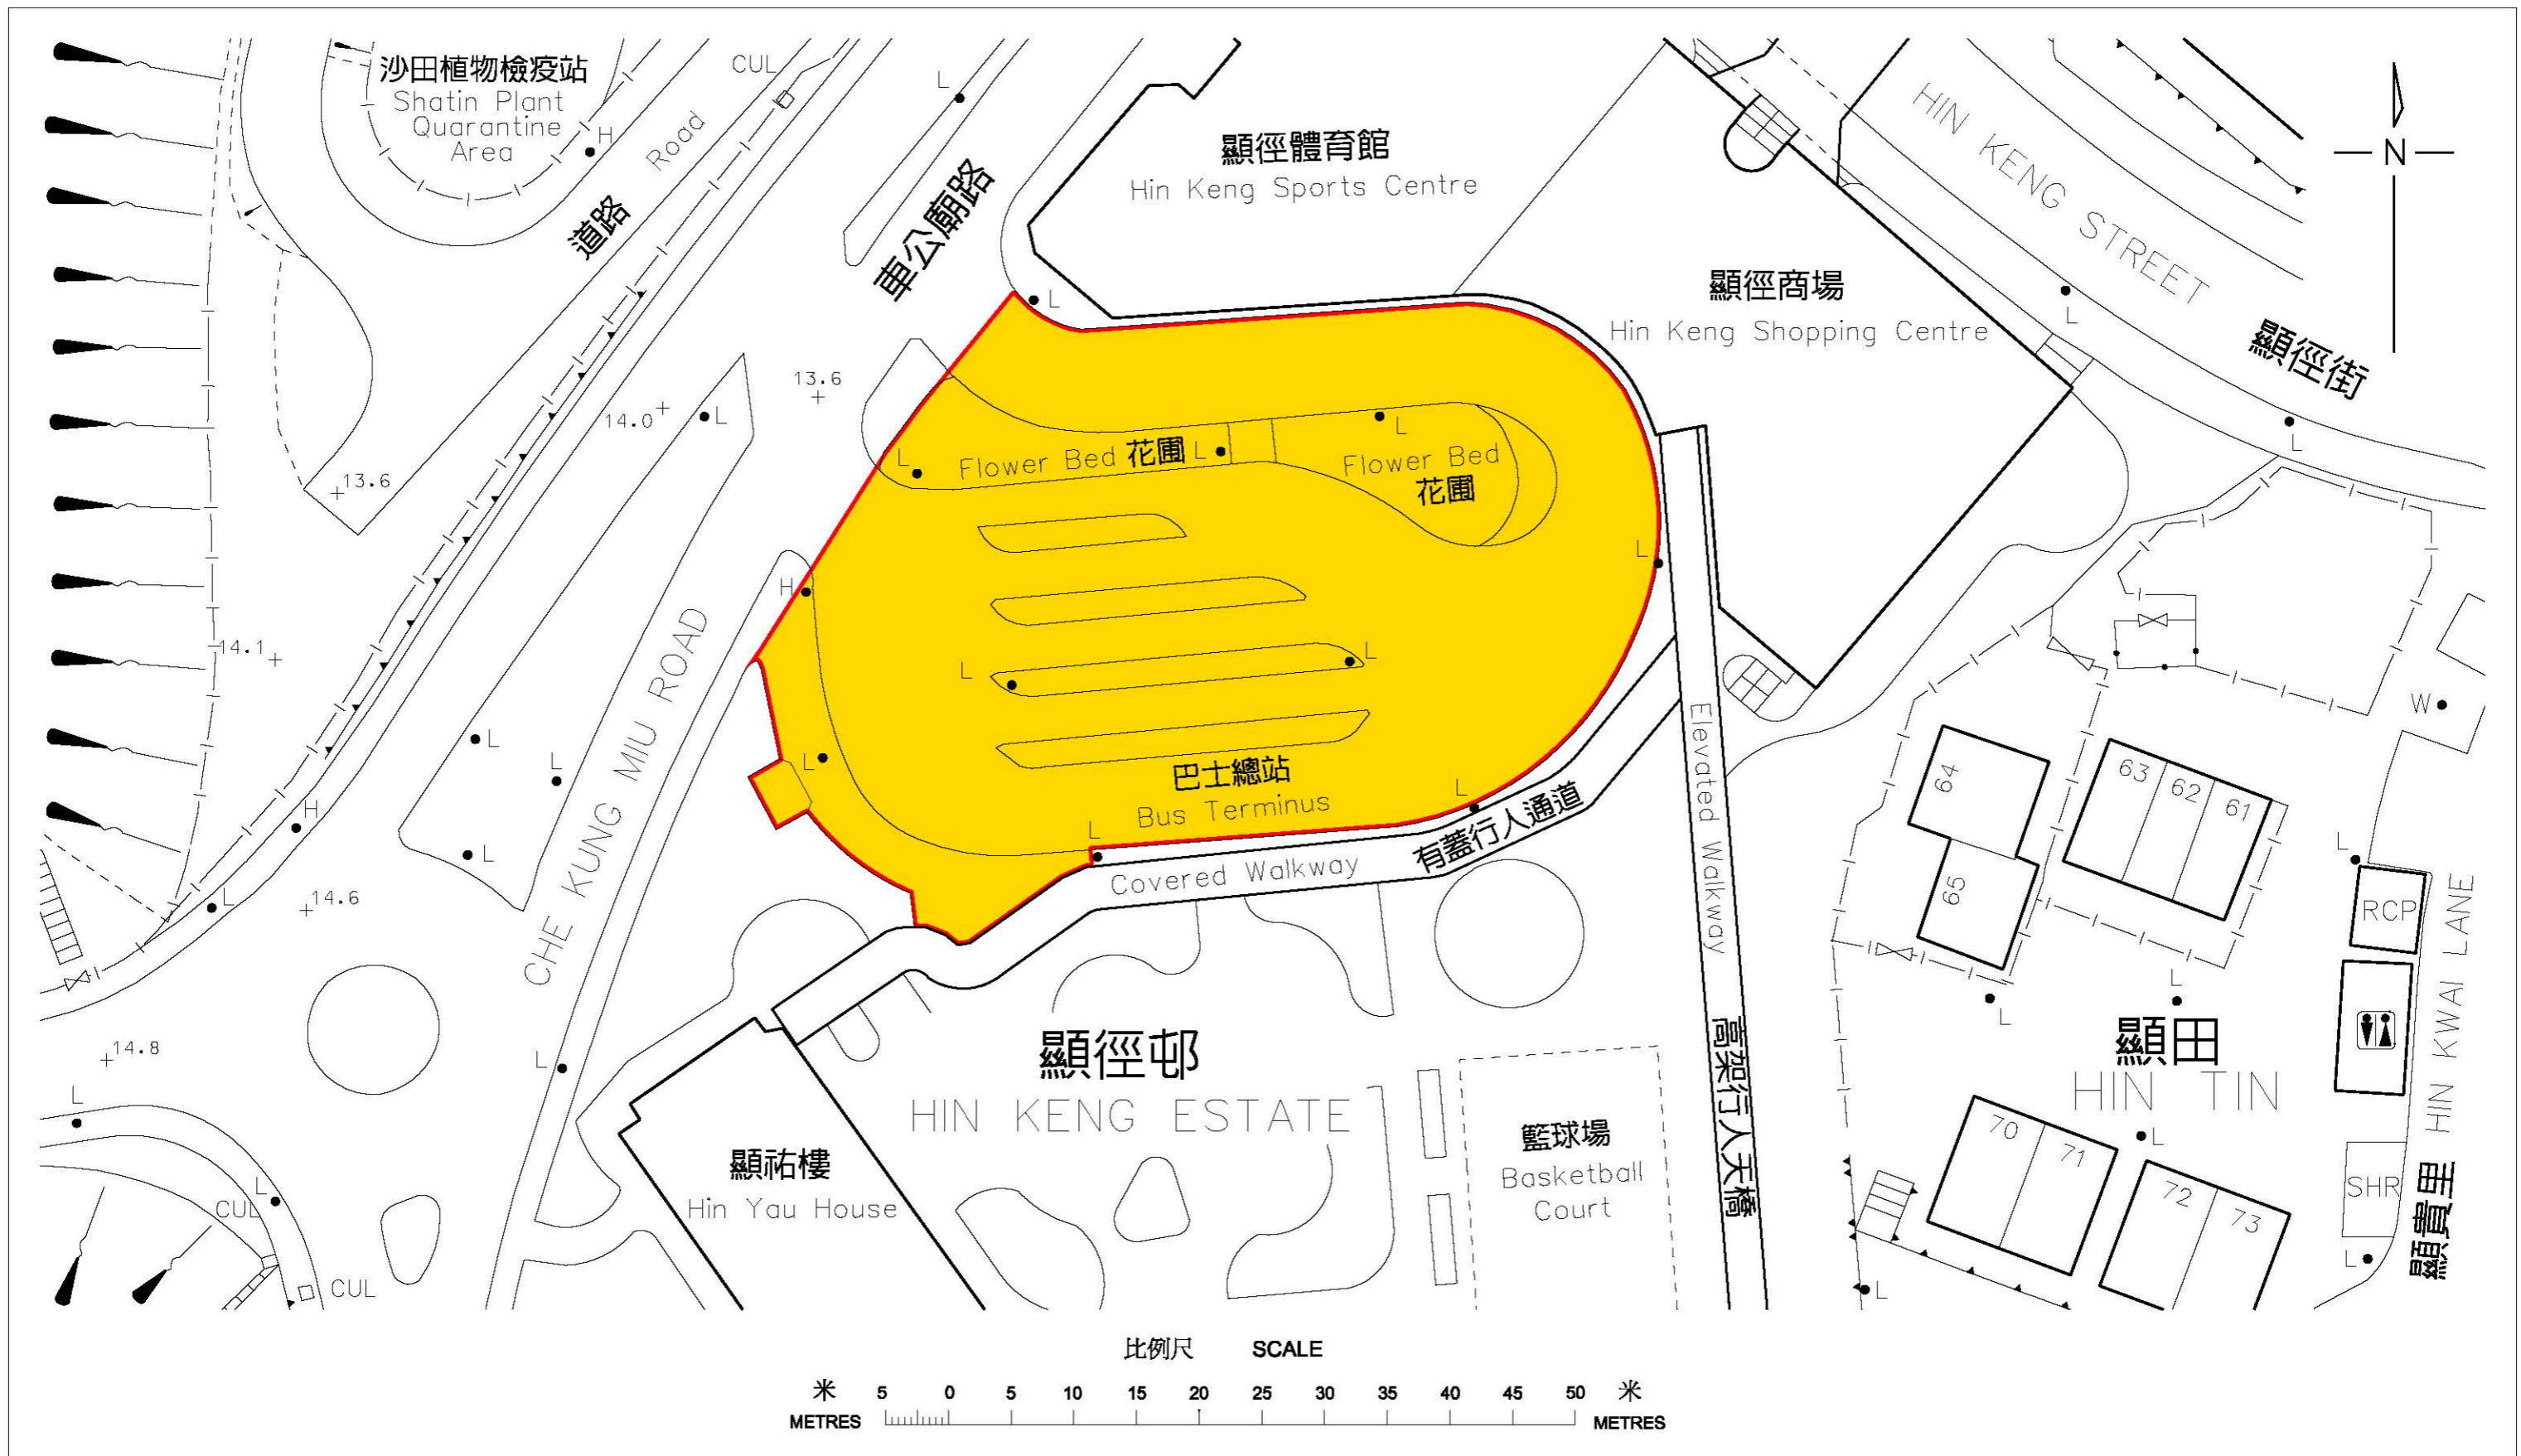 沙田植物檢疫站
Shatin Plant
Quarantine
Area
H
CUL
Road
道路
L
車公廟路
顯徑體育館
Hin Keng Sports Centre
HIN KENG STREET
N
顯徑商場
Hin Keng Shopping Centre
L
顯徑街
L
L
13.6
14.0
L
13.6
L
Flower Bed 花圃 L
L
Flower Bed
花圃
L
H
14.1
L
L
L
L
L
CHE KUNG MIU ROAD
L
巴士總站
Bus Terminus
L
L
Covered Walkway
有蓋行人通道
Elevated Walkway
高架行人天橋
W
64
63
62
61
65
L
RCP
HIN KWAI LANE
H
L
L
14.6
14.8
L
L
L
CUL
CUL
顯徑邨
HIN KENG ESTATE
顯祐樓
Hin Yau House
籃球場
Basketball
Court
L
L
顯田
HIN TIN
70
71
L
72
73
SHR
顯貴里
L
L
比例尺 SCALE
米 5 0 5 10 15 20 25 30 35 40 45 50 米
METRES METRES